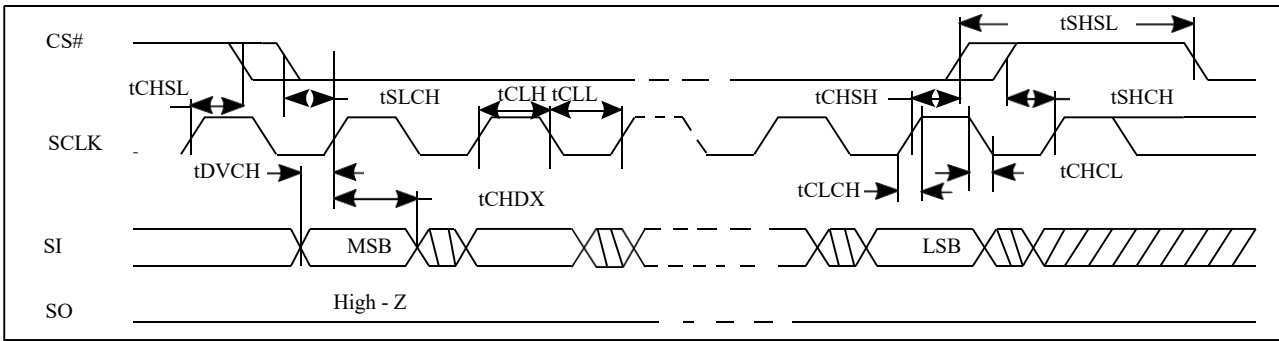 tSHSL
CS#
tCHSL
tSLCH
tCLH
tCLL
tCHSH
tSHCH
SCLK
tDVCH
tCHDX
tCLCH
tCHCL
SI
MSB
LSB
High - Z
SO